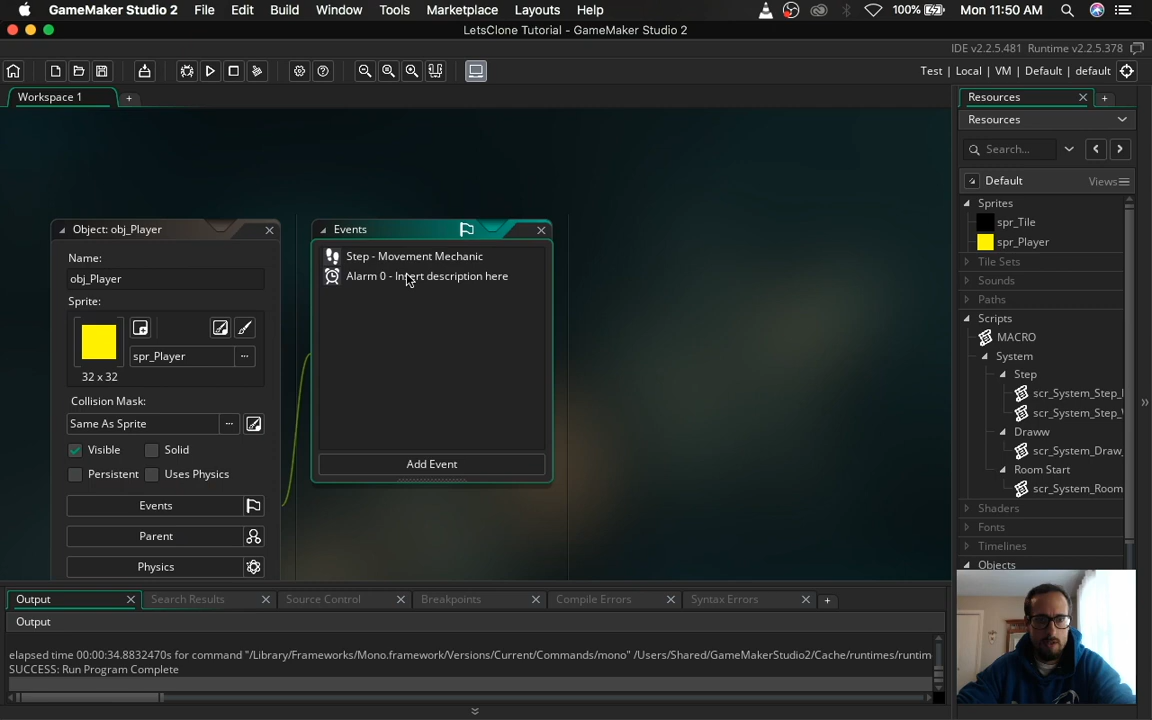 GameMaker Studio 2 File Edit Build Window Tools Marketplace Layouts Help 100% Mon 11:50 AM
LetsClone Tutorial - GameMaker Studio 2
IDE v2.2.5.481 Runtime v2.2.5.378
Test | Local | VM | Default | default
Workspace 1
Resources
Resources
Search...
Default Views
Sprites
spr_Tile
spr_Player
Tile Sets
Sounds
Paths
Scripts
MACRO
System
Step
scr_System_Step_
scr_System_Step_
Draww
scr_System_Draw_
Room Start
scr_System_Room
Shaders
Fonts
Timelines
Objects
Object: obj_Player
Name:
obj_Player
Sprite:
spr_Player
32 x 32
Collision Mask:
Same As Sprite
Visible Solid
Persistent Uses Physics
Events
Parent
Physics
Events
Step - Movement Mechanic
Alarm 0 - Insert description here
Add Event
Output Search Results Source Control Breakpoints Compile Errors Syntax Errors
Output
elapsed time 00:00:34.8832470s for command "/Library/Frameworks/Mono.framework/Versions/Current/Commands/mono" /Users/Shared/GameMakerStudio2/Cache/runtimes/runtim
SUCCESS: Run Program Complete